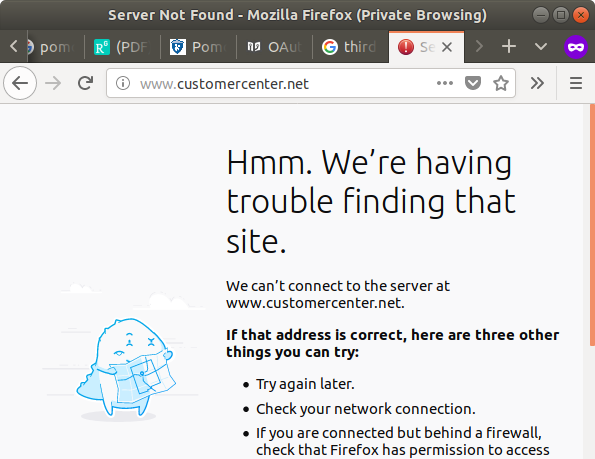 Server Not Found - Mozilla Firefox (Private Browsing)
pom
R⁶ (PDF
Pom
OAu
third
Se
www.customercenter.net
Hmm. We’re having
trouble finding that
site.
We can’t connect to the server at
www.customercenter.net.
If that address is correct, here are three other
things you can try:
Try again later.
Check your network connection.
If you are connected but behind a firewall,
check that Firefox has permission to access